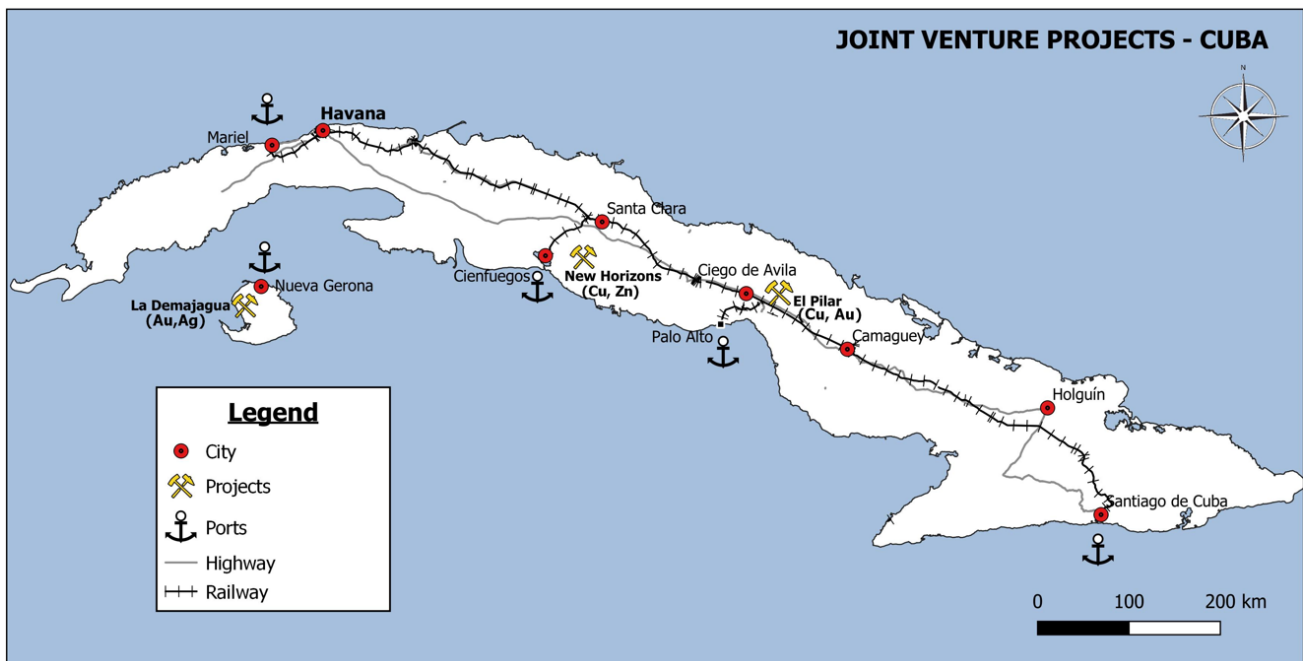 JOINT VENTURE PROJECTS - CUBA
N
Havana
Mariel
Santa Clara
Cienfuegos
New Horizons
(Cu, Zn)
Nueva Gerona
La Demajagua
(Au,Ag)
Ciego de Avila
El Pilar
(Cu, Au)
Palo Alto
Camaguey
Holguín
Santiago de Cuba
Legend
City
Projects
Ports
Highway
Railway
0 100 200 km